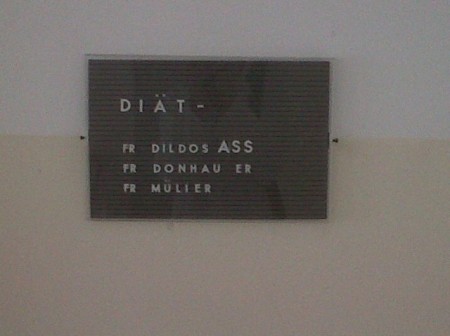 DIÄT-
FR DILDOS ASS
FR DONHAU ER
FR MÜLIER